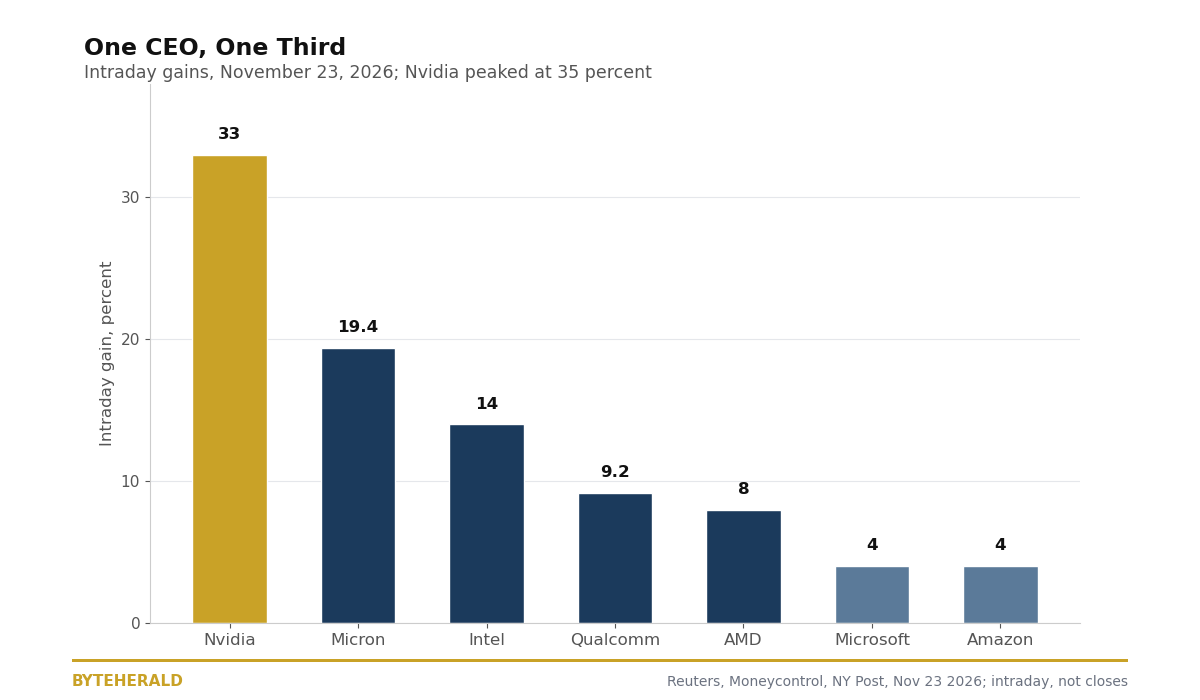 One CEO, One Third
Intraday gains, November 23, 2026; Nvidia peaked at 35 percent
Intraday gain, percent
30
20
10
0
33
19.4
14
9.2
8
4
4
Nvidia
Micron
Intel
Qualcomm
AMD
Microsoft
Amazon
BYTEHERALD
Reuters, Moneycontrol, NY Post, Nov 23 2026; intraday, not closes